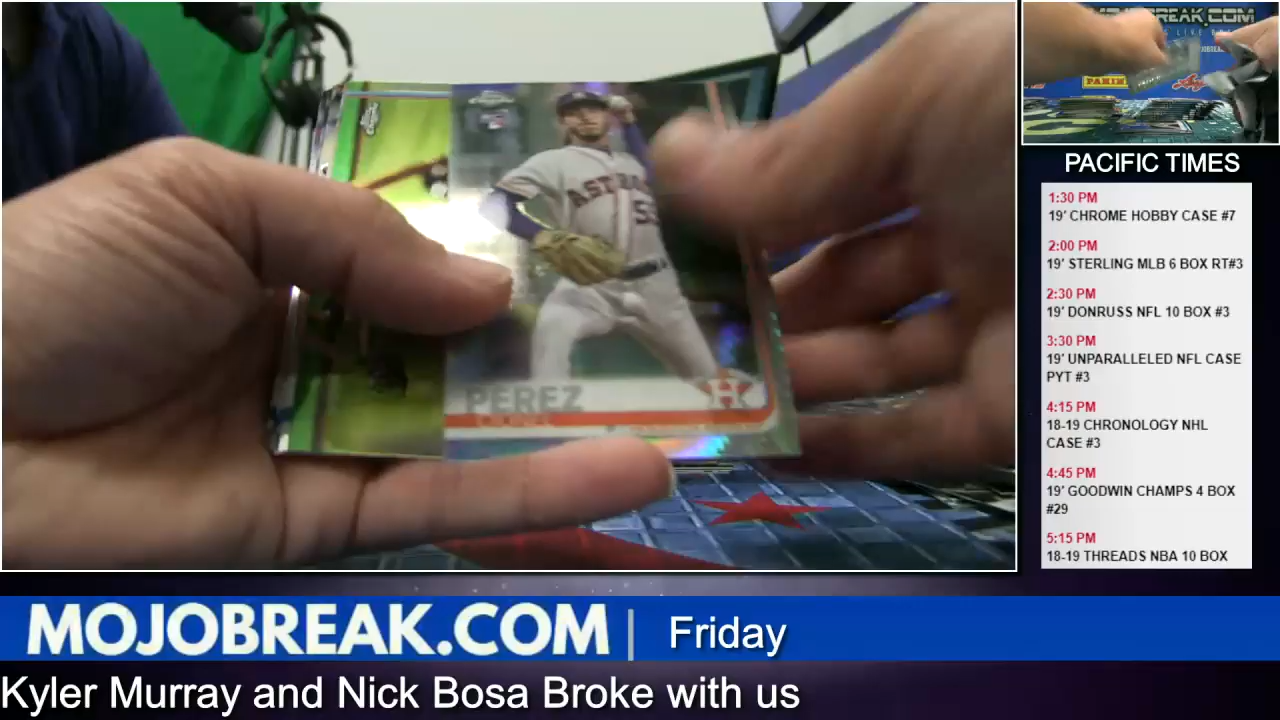 ASTROS
PEREZ
REAK.COM
PANINI
PACIFIC TIMES
1:30 PM
19' CHROME HOBBY CASE #7
2:00 PM
19' STERLING MLB 6 BOX RT#3
2:30 PM
19' DONRUSS NFL 10 BOX #3
3:30 PM
19' UNPARALLELED NFL CASE
PYT #3
4:15 PM
18-19 CHRONOLOGY NHL
CASE #3
4:45 PM
19' GOODWIN CHAMPS 4 BOX
#29
5:15 PM
18-19 THREADS NBA 10 BOX
MOJOBREAK.COM | Friday
Kyler Murray and Nick Bosa Broke with us